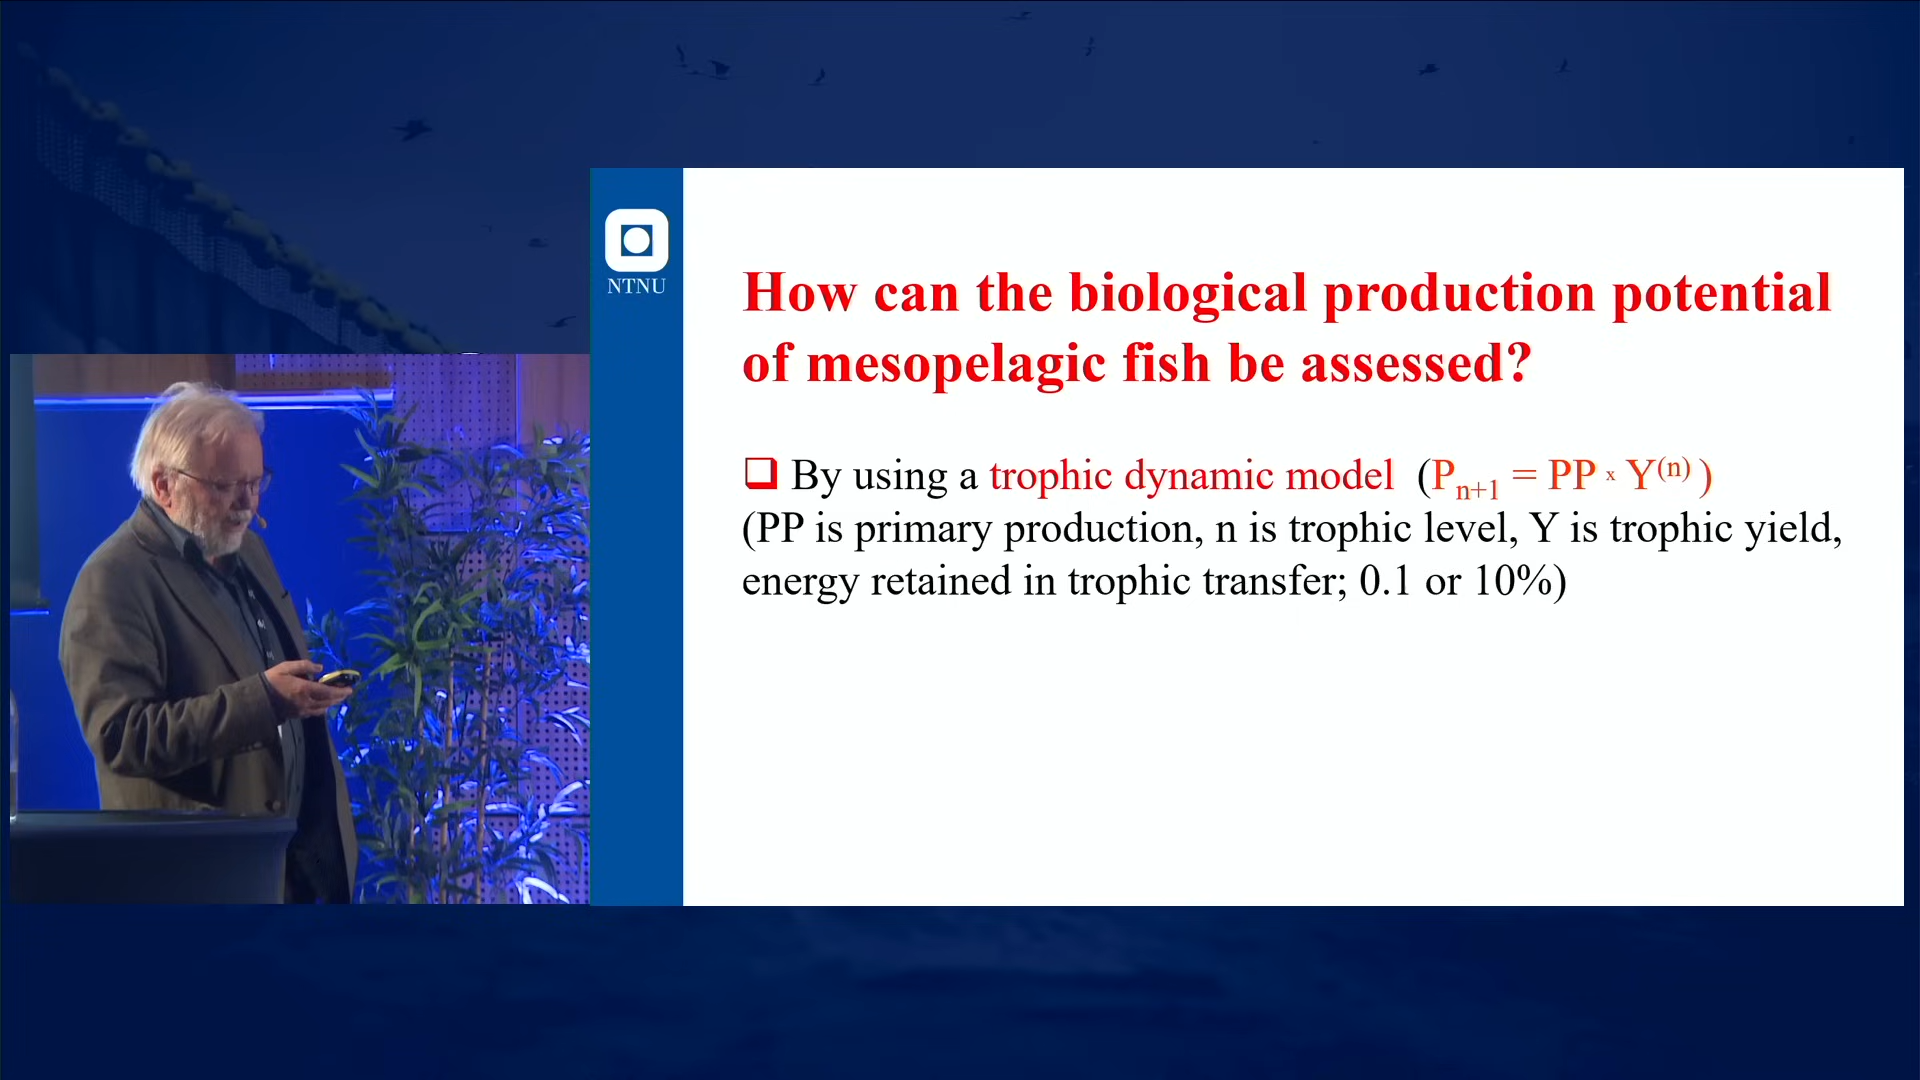 NTNU
How can the biological production potential
of mesopelagic fish be assessed?
❑ By using a trophic dynamic model (Pₙ₊₁ = PP x Y⁽ⁿ⁾ )
(PP is primary production, n is trophic level, Y is trophic yield,
energy retained in trophic transfer; 0.1 or 10%)